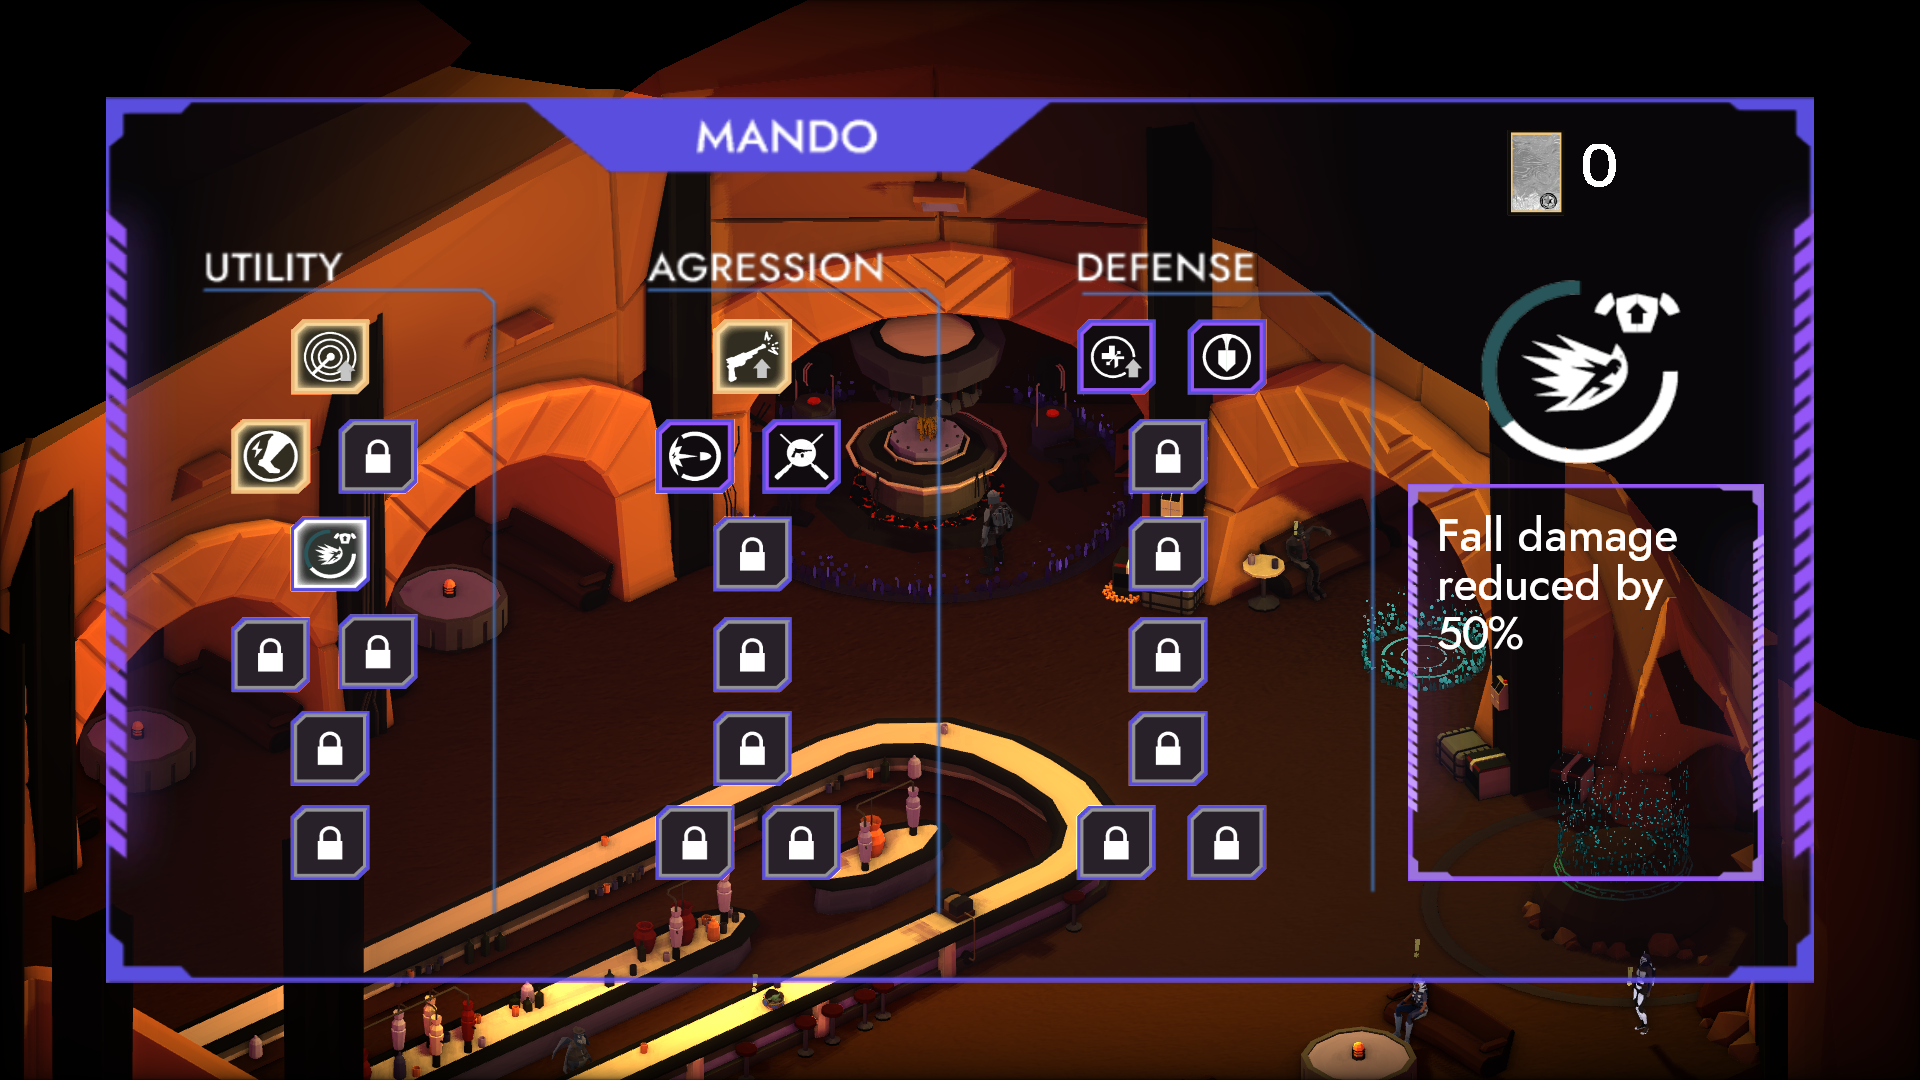 MANDO
0
UTILITY
AGRESSION
DEFENSE
Fall damage
reduced by
50%